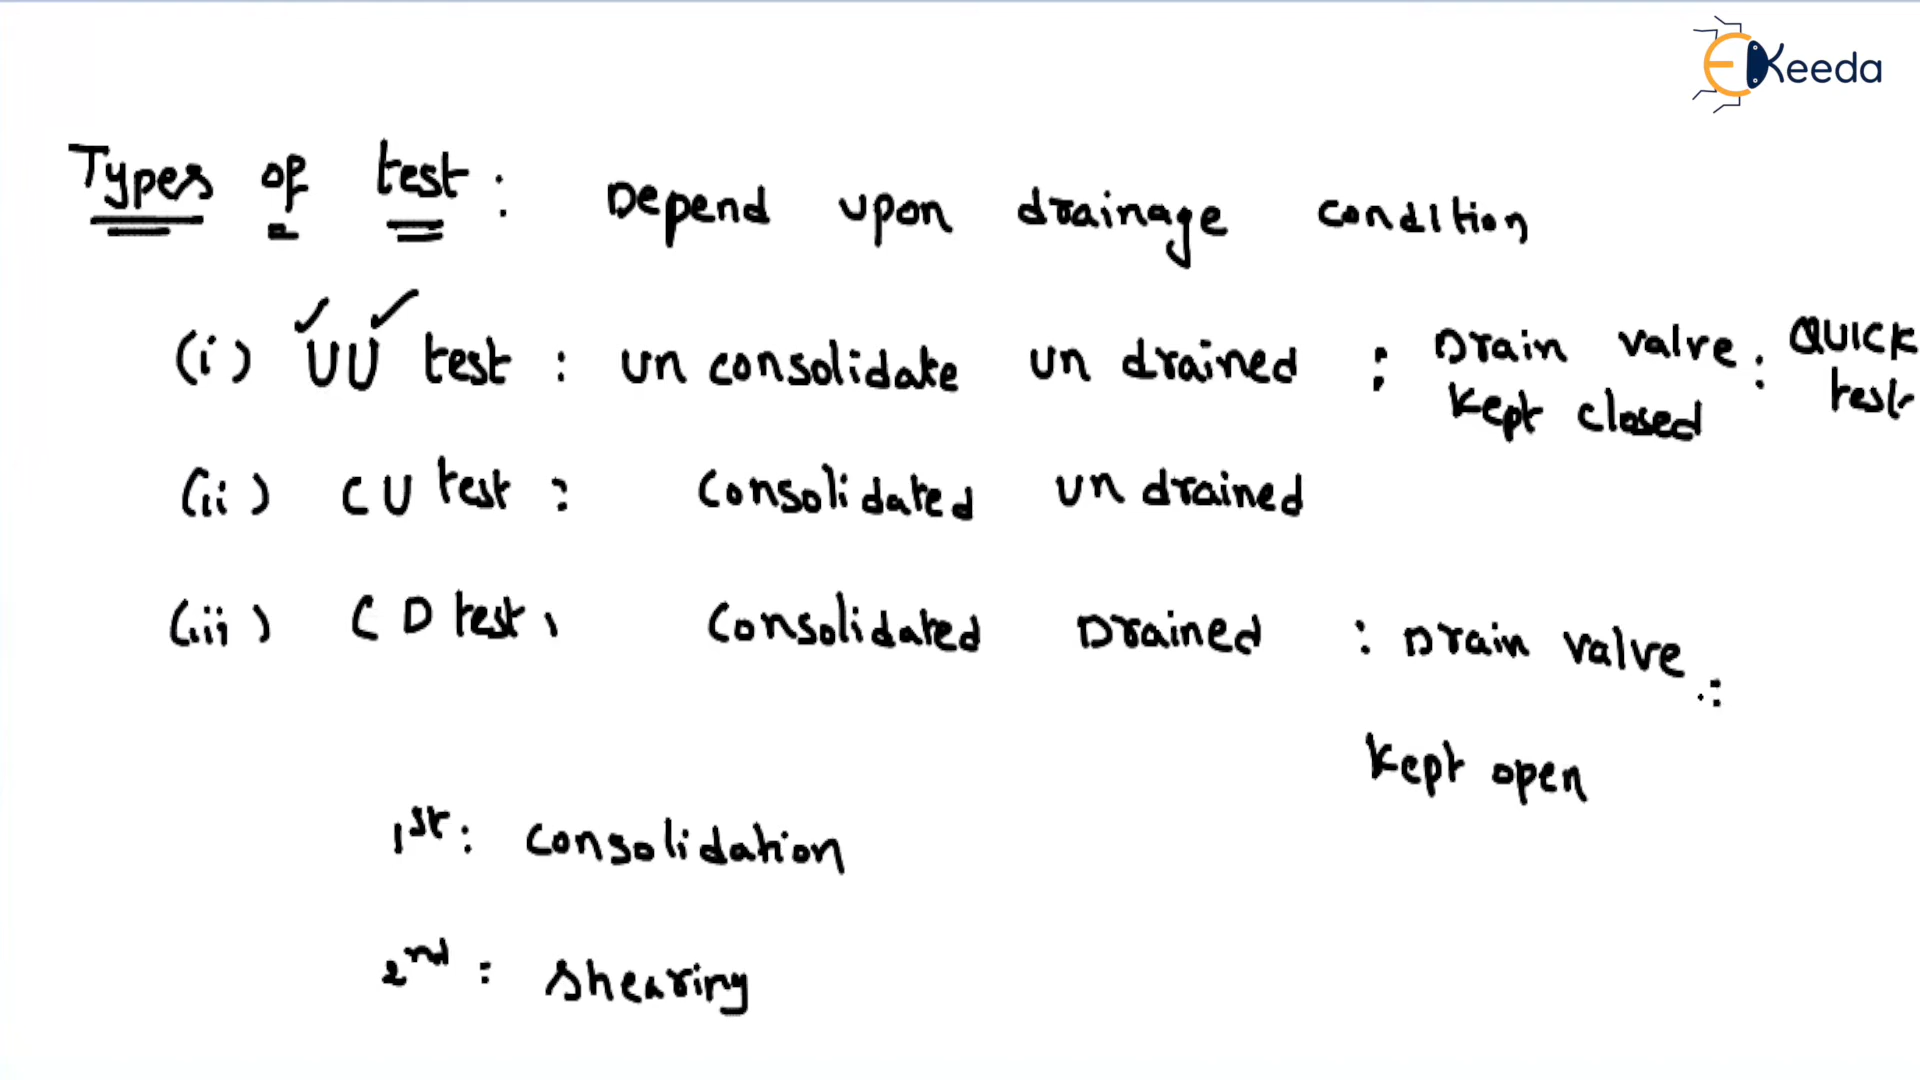 EKeeda
Types of test : Depend upon drainage condition
(i) UU test : un consolidate un drained : Drain valve kept closed : QUICK test
(ii) CU test : consolidated un drained
(iii) CD test, consolidated Drained : Drain valve :
kept open
1st : consolidation
2nd : shearing